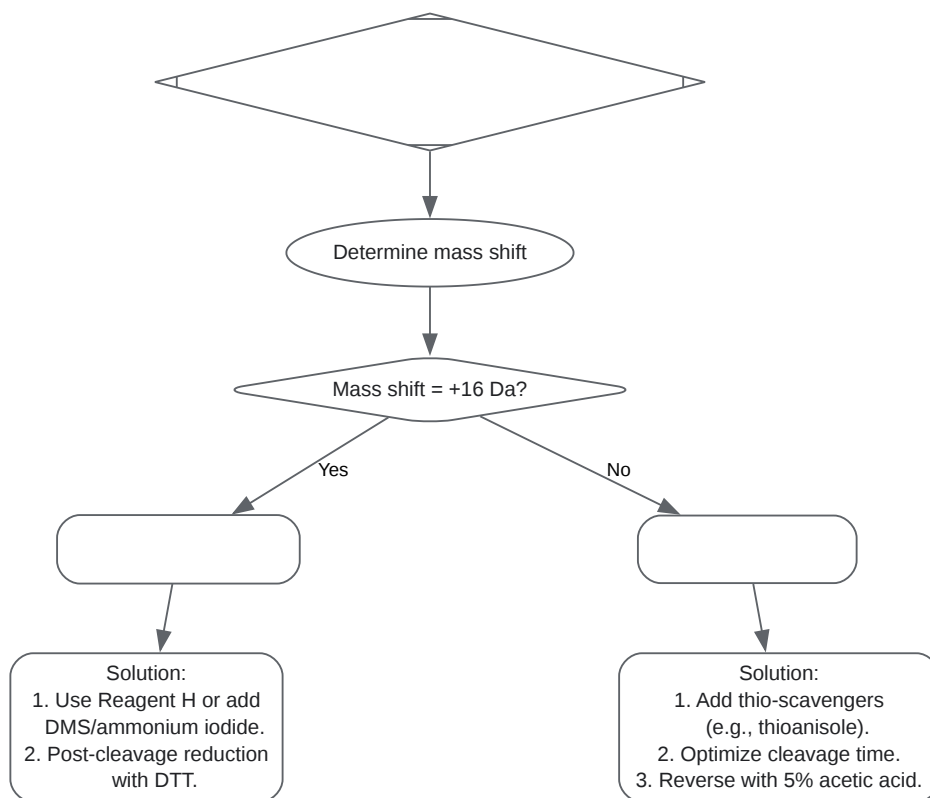 Determine mass shift
Mass shift = +16 Da?
Yes
No
Solution:
1. Use Reagent H or add
DMS/ammonium iodide.
2. Post-cleavage reduction
with DTT.
Solution:
1. Add thio-scavengers
(e.g., thioanisole).
2. Optimize cleavage time.
3. Reverse with 5% acetic acid.